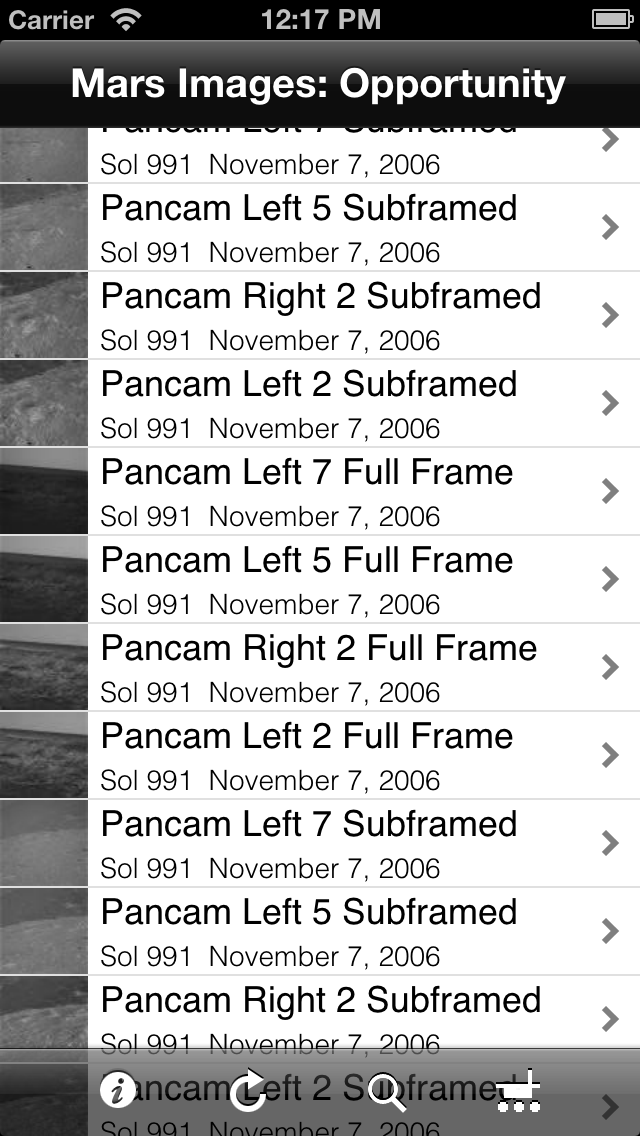 Carrier 12:17 PM
Mars Images: Opportunity
Pancam Left 7 Subframed
Sol 991 November 7, 2006
Pancam Left 5 Subframed
Sol 991 November 7, 2006
Pancam Right 2 Subframed
Sol 991 November 7, 2006
Pancam Left 2 Subframed
Sol 991 November 7, 2006
Pancam Left 7 Full Frame
Sol 991 November 7, 2006
Pancam Left 5 Full Frame
Sol 991 November 7, 2006
Pancam Right 2 Full Frame
Sol 991 November 7, 2006
Pancam Left 2 Full Frame
Sol 991 November 7, 2006
Pancam Left 7 Subframed
Sol 991 November 7, 2006
Pancam Left 5 Subframed
Sol 991 November 7, 2006
Pancam Right 2 Subframed
Sol 991 November 7, 2006
Pancam Left 2 Subframed
Sol 991 November 7, 2006